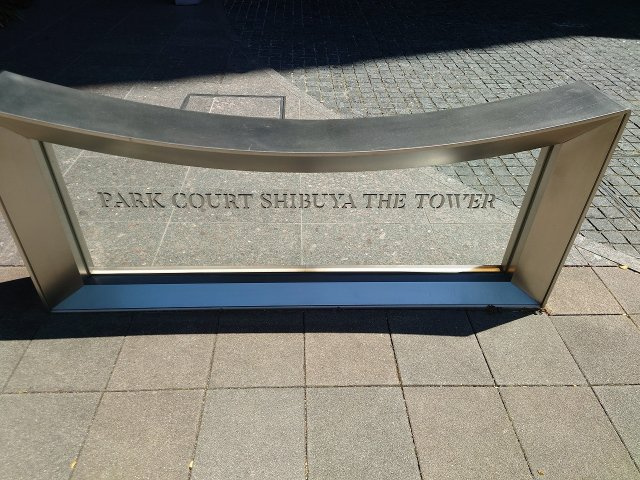 PARK COURT SHIBUYA THE TOWER